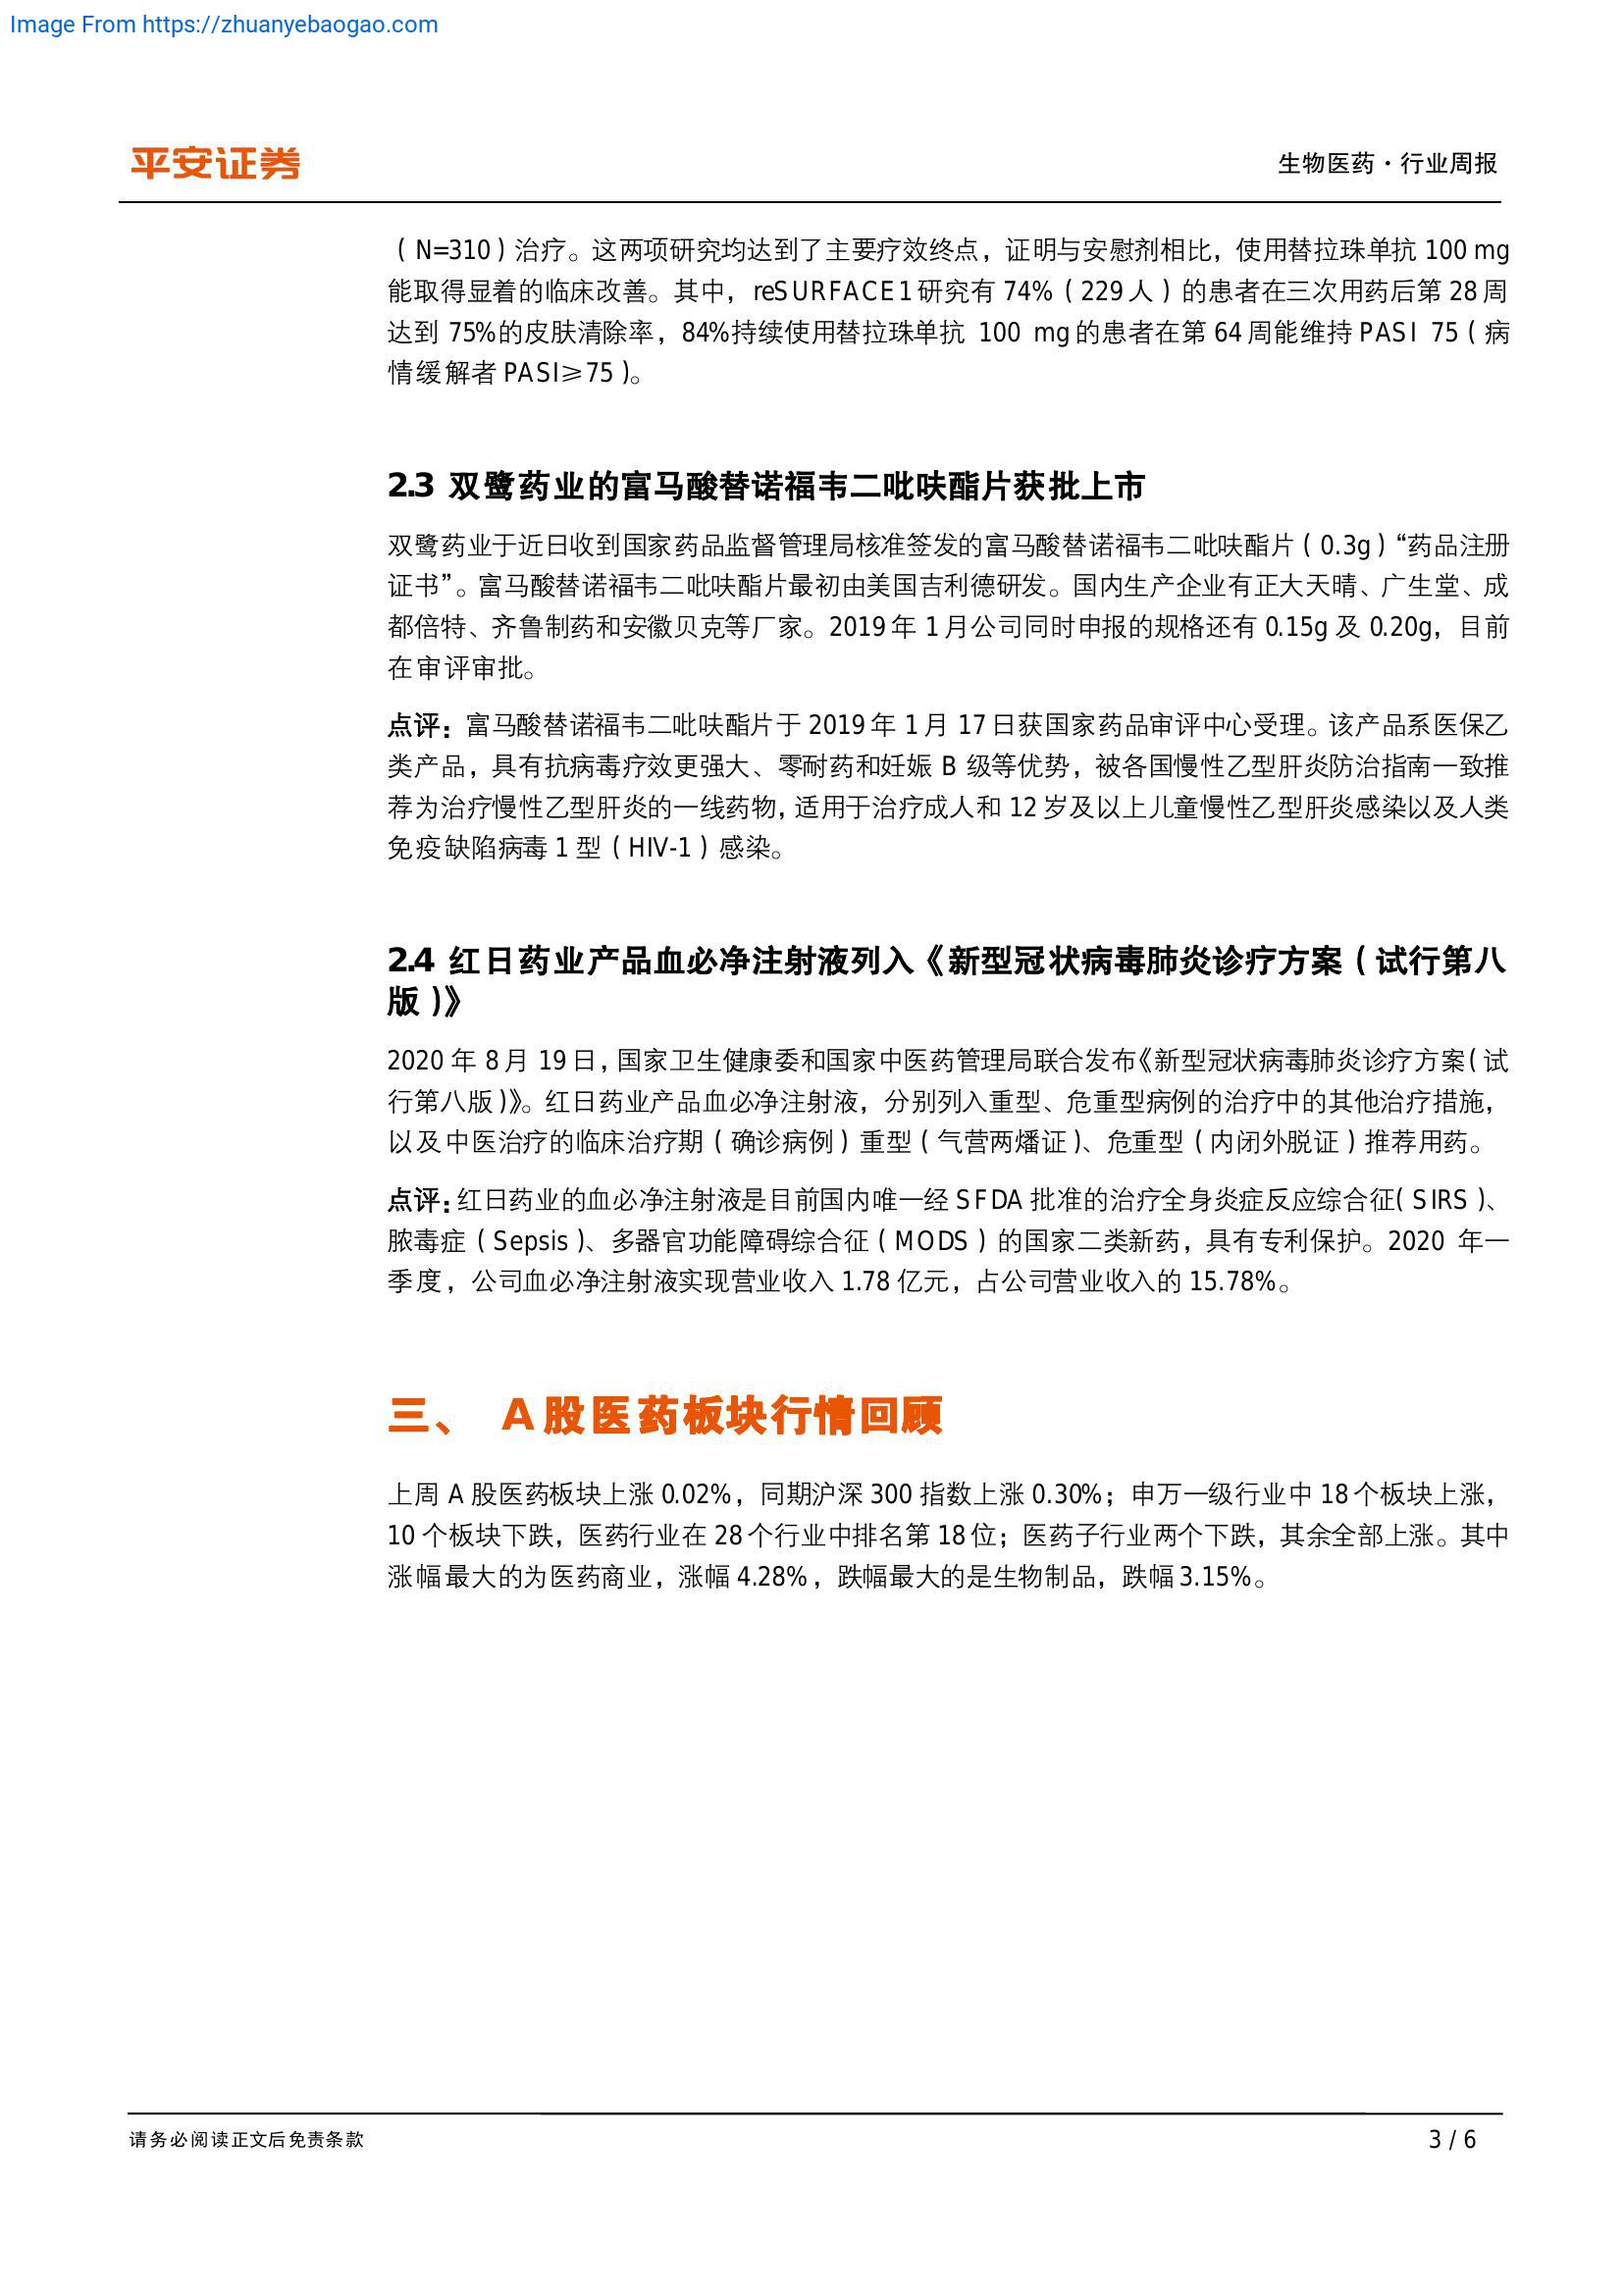 Image From https://zhuanyebaogao.com
平安证券
生物医药·行业周报
（N=310）治疗。这两项研究均达到了主要疗效终点，证明与安慰剂相比，使用替拉珠单抗 100 mg
能取得显着的临床改善。其中，reSURFACE1研究有 74%（229人）的患者在三次用药后第 28周
达到 75%的皮肤清除率，84%持续使用替拉珠单抗 100 mg的患者在第 64周能维持 PASI 75（病
情缓解者 PASI≥75）。
2.3 双鹭药业的富马酸替诺福韦二吡呋酯片获批上市
双鹭药业于近日收到国家药品监督管理局核准签发的富马酸替诺福韦二吡呋酯片（0.3g）“药品注册
证书”。富马酸替诺福韦二吡呋酯片最初由美国吉利德研发。国内生产企业有正大天晴、广生堂、成
都倍特、齐鲁制药和安徽贝克等厂家。2019年 1月公司同时申报的规格还有 0.15g 及 0.20g，目前
在审评审批。
点评：富马酸替诺福韦二吡呋酯片于 2019年 1月 17日获国家药品审评中心受理。该产品系医保乙
类产品，具有抗病毒疗效更强大、零耐药和妊娠 B 级等优势，被各国慢性乙型肝炎防治指南一致推
荐为治疗慢性乙型肝炎的一线药物，适用于治疗成人和 12 岁及以上儿童慢性乙型肝炎感染以及人类
免疫缺陷病毒 1 型（HIV-1）感染。
2.4 红日药业产品血必净注射液列入《新型冠状病毒肺炎诊疗方案（试行第八
版）》
2020 年 8月 19日，国家卫生健康委和国家中医药管理局联合发布《新型冠状病毒肺炎诊疗方案（试
行第八版）》。红日药业产品血必净注射液，分别列入重型、危重型病例的治疗中的其他治疗措施，
以及中医治疗的临床治疗期（确诊病例）重型（气营两燔证）、危重型（内闭外脱证）推荐用药。
点评：红日药业的血必净注射液是目前国内唯一经 SFDA 批准的治疗全身炎症反应综合征（SIRS）、
脓毒症（Sepsis）、多器官功能障碍综合征（MODS）的国家二类新药，具有专利保护。2020 年一
季度，公司血必净注射液实现营业收入 1.78 亿元，占公司营业收入的 15.78%。
三、 A股医药板块行情回顾
上周 A 股医药板块上涨 0.02%，同期沪深 300 指数上涨 0.30%；申万一级行业中 18个板块上涨，
10 个板块下跌，医药行业在 28个行业中排名第 18位；医药子行业两个下跌，其余全部上涨。其中
涨幅最大的为医药商业，涨幅 4.28%，跌幅最大的是生物制品，跌幅 3.15%。
请务必阅读正文后免责条款
3 / 6